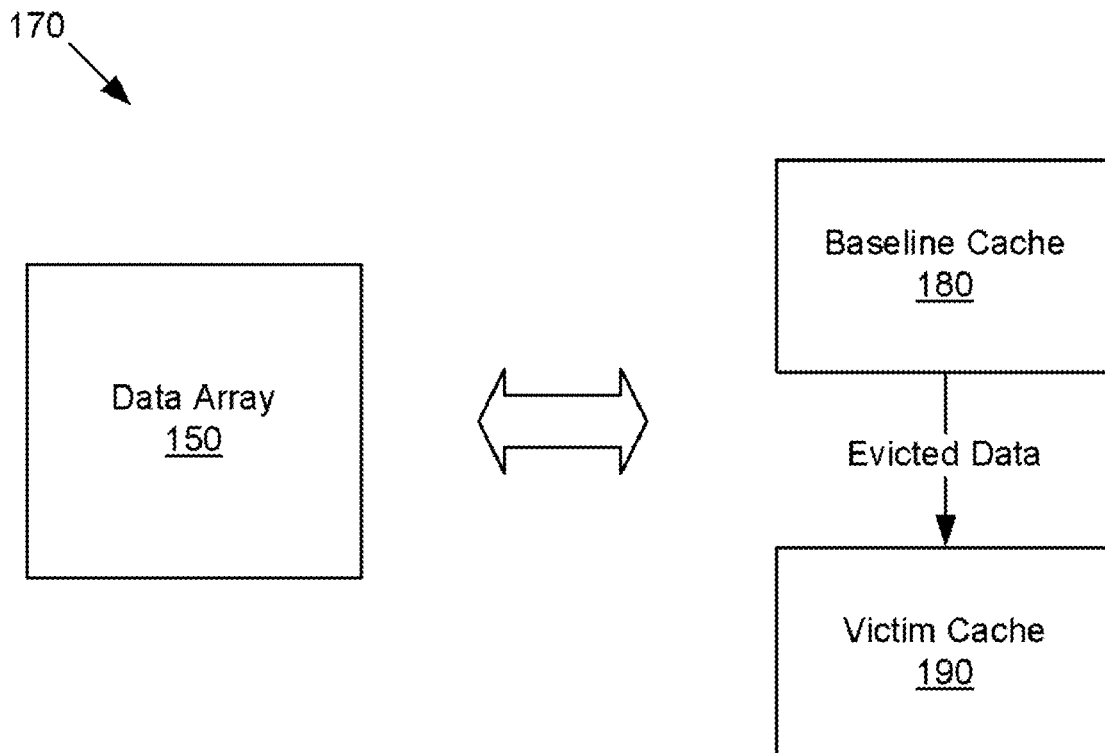 170
Baseline Cache
180
Data Array
150
Evicted Data
Victim Cache
190